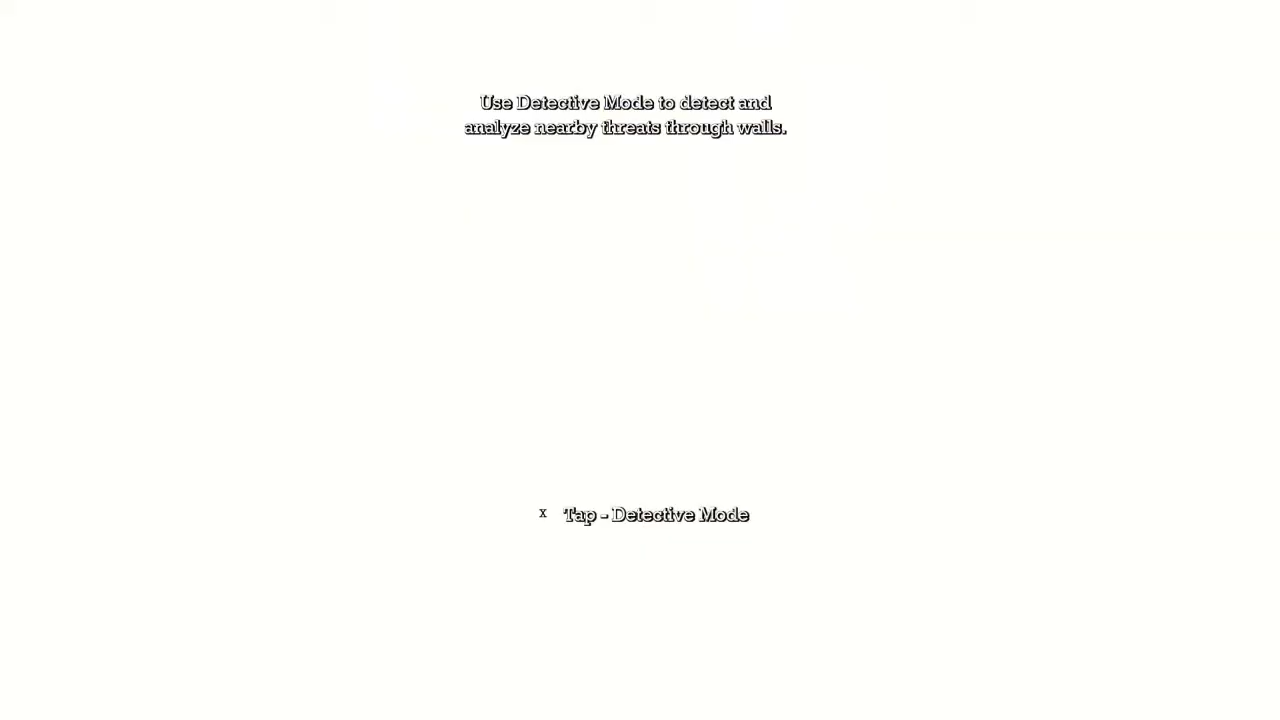 Use Detective Mode to detect and
analyze nearby threats through walls.
X Tap - Detective Mode